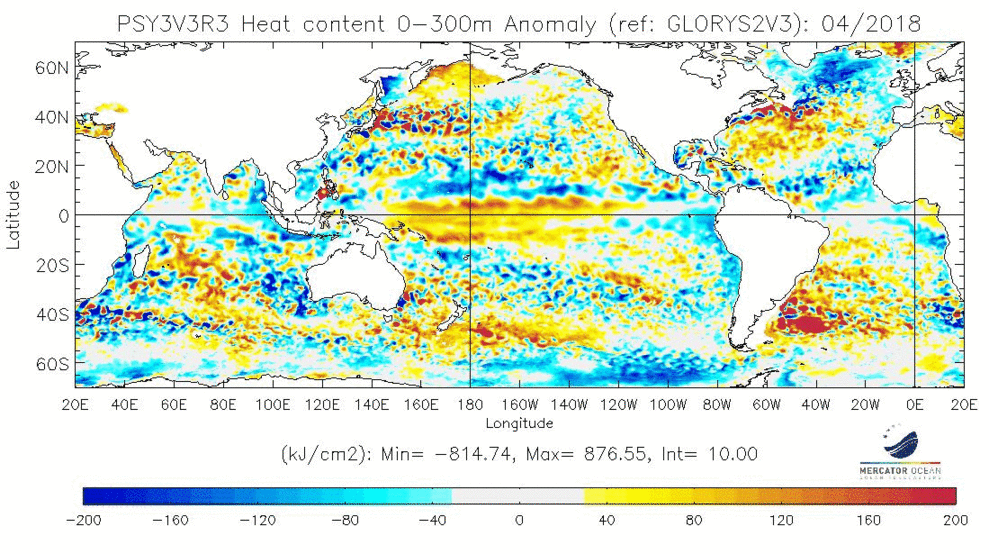 PSY3V3R3 Heat content 0-300m Anomaly (ref: GLORYS2V3): 04/2018
60N
40N
20N
0
20S
40S
60S
Latitude
20E 40E 60E 80E 100E 120E 140E 160E 180 160W 140W 120W 100W 80W 60W 40W 20W 0E 20E
Longitude
(kJ/cm2): Min= -814.74, Max= 876.55, Int= 10.00
MERCATOR OCEAN
OCEAN FORECASTERS
-200 -160 -120 -80 -40 0 40 80 120 160 200